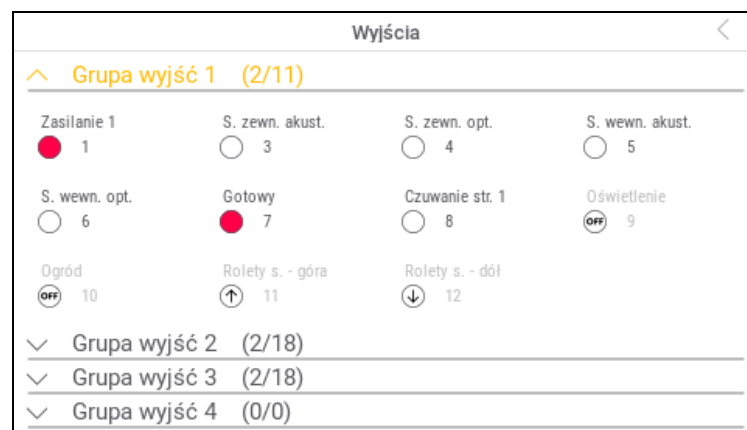 Wyjścia
Grupa wyjść 1 (2/11)
Zasilanie 1 S. zewn. akust. S. zewn. opt. S. wewn. akust.
1 3 4 5
S. wewn. opt. Gotowy Czuwanie str. 1 Oświetlenie
6 7 8 OFF 9
Ogród Rolety s. - góra Rolety s. - dół
OFF 10 11 12
Grupa wyjść 2 (2/18)
Grupa wyjść 3 (2/18)
Grupa wyjść 4 (0/0)